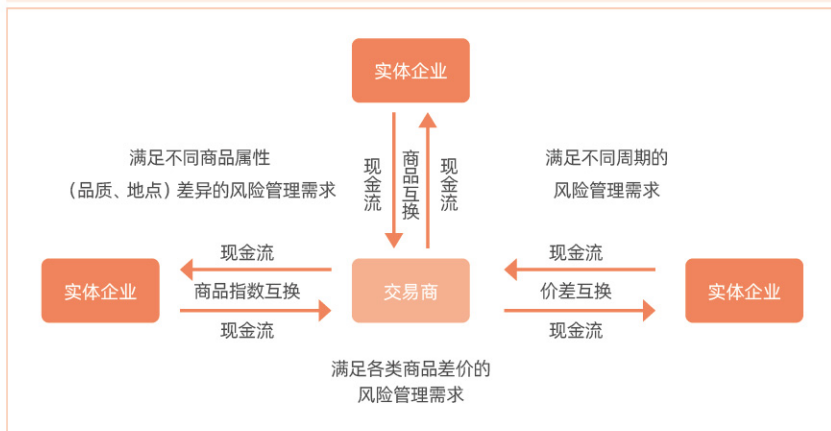 实体企业
满足不同商品属性
(品质、地点) 差异的风险管理需求
现金流
商品互换
现金流
满足不同周期的
风险管理需求
现金流
现金流
实体企业
商品指数互换
交易商
价差互换
实体企业
现金流
现金流
满足各类商品差价的
风险管理需求